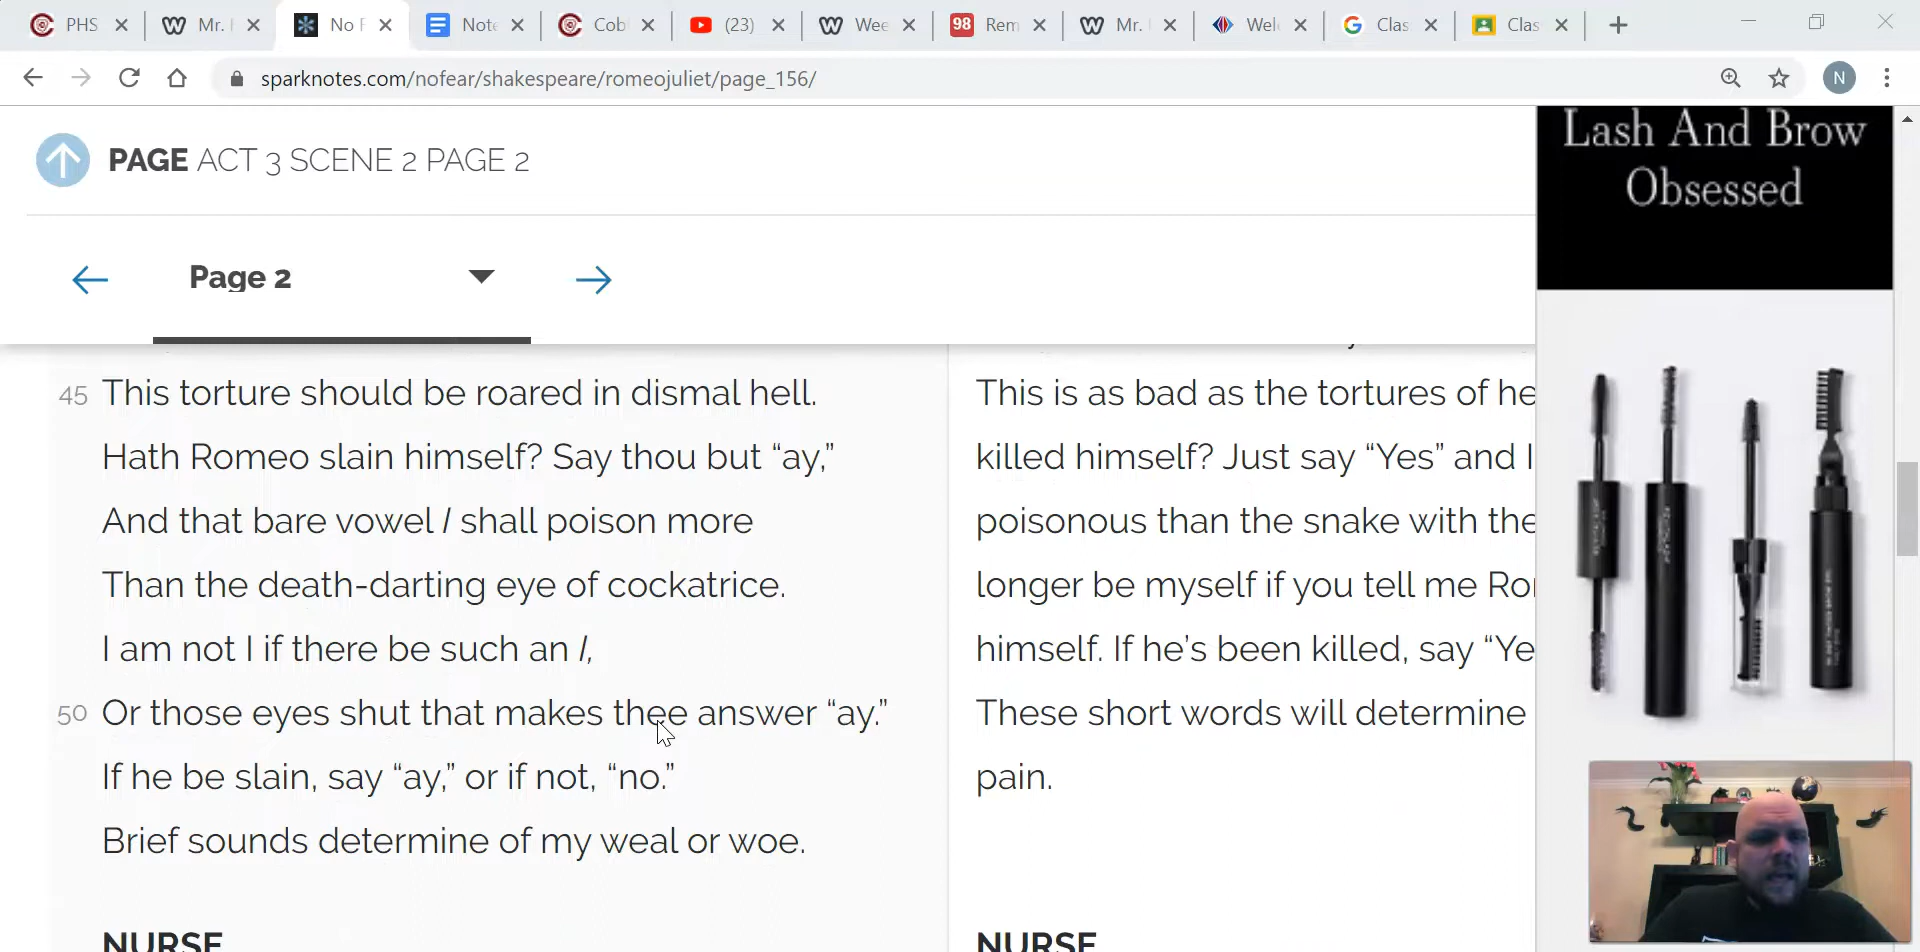 PHS
Mr.
No F
Note
Cob
(23)
Wee
98 Rem
Mr.
Wel
Clas
Clas
sparknotes.com/nofear/shakespeare/romeojuliet/page_156/
N
PAGE ACT 3 SCENE 2 PAGE 2
Page 2
45 This torture should be roared in dismal hell.
Hath Romeo slain himself? Say thou but “ay,”
And that bare vowel I shall poison more
Than the death-darting eye of cockatrice.
I am not I if there be such an I,
50 Or those eyes shut that makes thee answer “ay.”
If he be slain, say “ay,” or if not, “no.”
Brief sounds determine of my weal or woe.
NURSE
This is as bad as the tortures of he
killed himself? Just say “Yes” and I
poisonous than the snake with the
longer be myself if you tell me Ro
himself. If he’s been killed, say “Ye
These short words will determine
pain.
NURSE
Lash And Brow
Obsessed